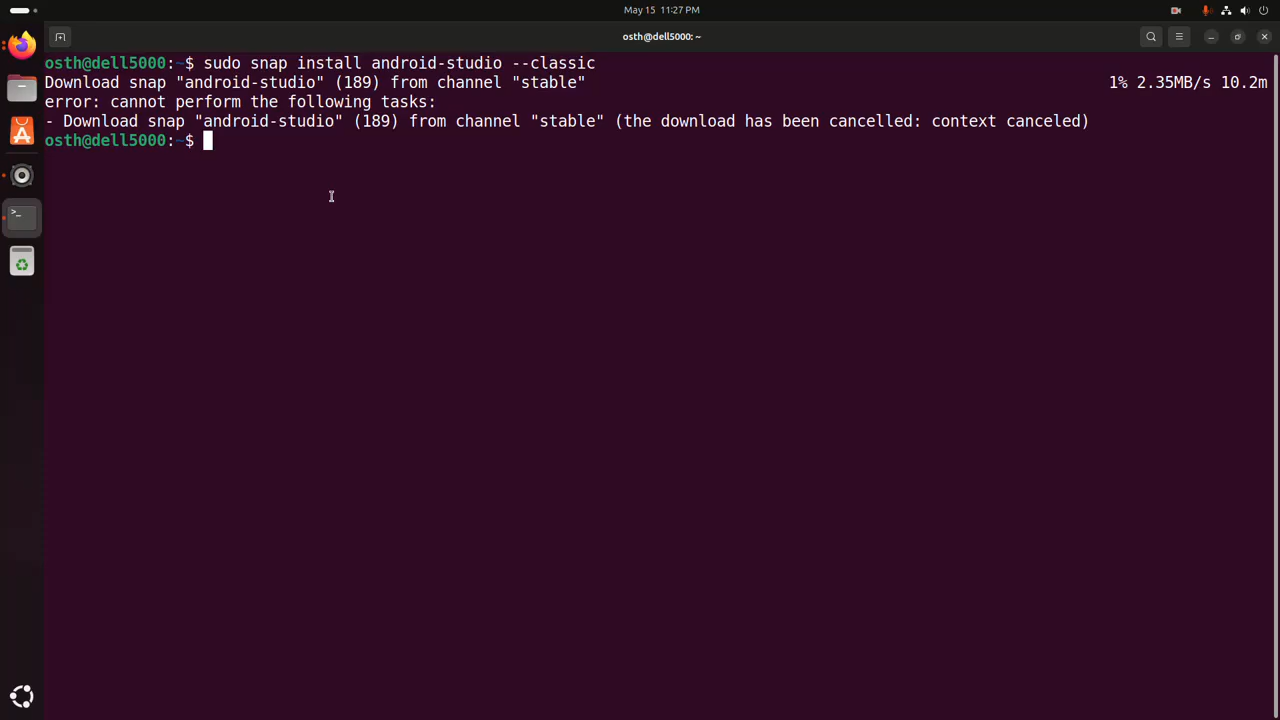 May 15 11:27 PM
osth@dell5000: ~
osth@dell5000:~$ sudo snap install android-studio --classic
Download snap "android-studio" (189) from channel "stable" 1% 2.35MB/s 10.2m
error: cannot perform the following tasks:
- Download snap "android-studio" (189) from channel "stable" (the download has been cancelled: context canceled)
osth@dell5000:~$